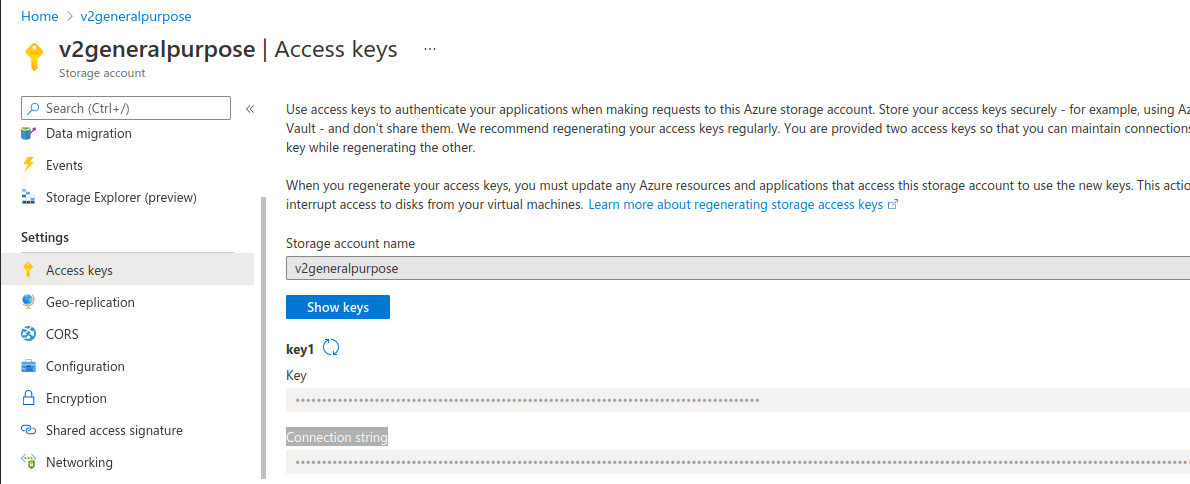 Home > v2generalpurpose
v2generalpurpose | Access keys ...
Storage account
Search (Ctrl+/) «
Data migration
Events
Storage Explorer (preview)
Settings
Access keys
Geo-replication
CORS
Configuration
Encryption
Shared access signature
Networking
Use access keys to authenticate your applications when making requests to this Azure storage account. Store your access keys securely - for example, using Az
Vault - and don't share them. We recommend regenerating your access keys regularly. You are provided two access keys so that you can maintain connections
key while regenerating the other.
When you regenerate your access keys, you must update any Azure resources and applications that access this storage account to use the new keys. This actio
interrupt access to disks from your virtual machines. Learn more about regenerating storage access keys
Storage account name
v2generalpurpose
Show keys
key1
Key
Connection string